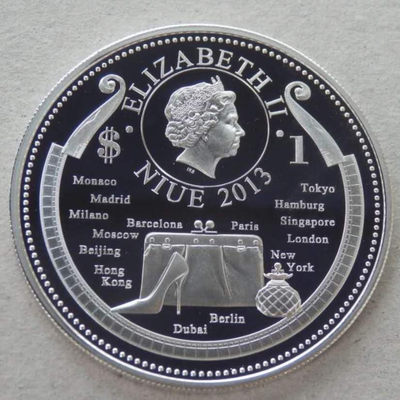 ELIZABETH II
$ 1
NIUE 2013
Monaco
Madrid
Milano
Moscow
Beijing
Hong
Kong
Barcelona
Paris
Tokyo
Hamburg
Singapore
London
New
York
Berlin
Dubai